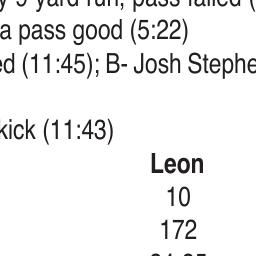 y 9 yard run, pass failed (
a pass good (5:22)
ed (11:45); B- Josh Stephe
kick (11:43)
Leon
10
172